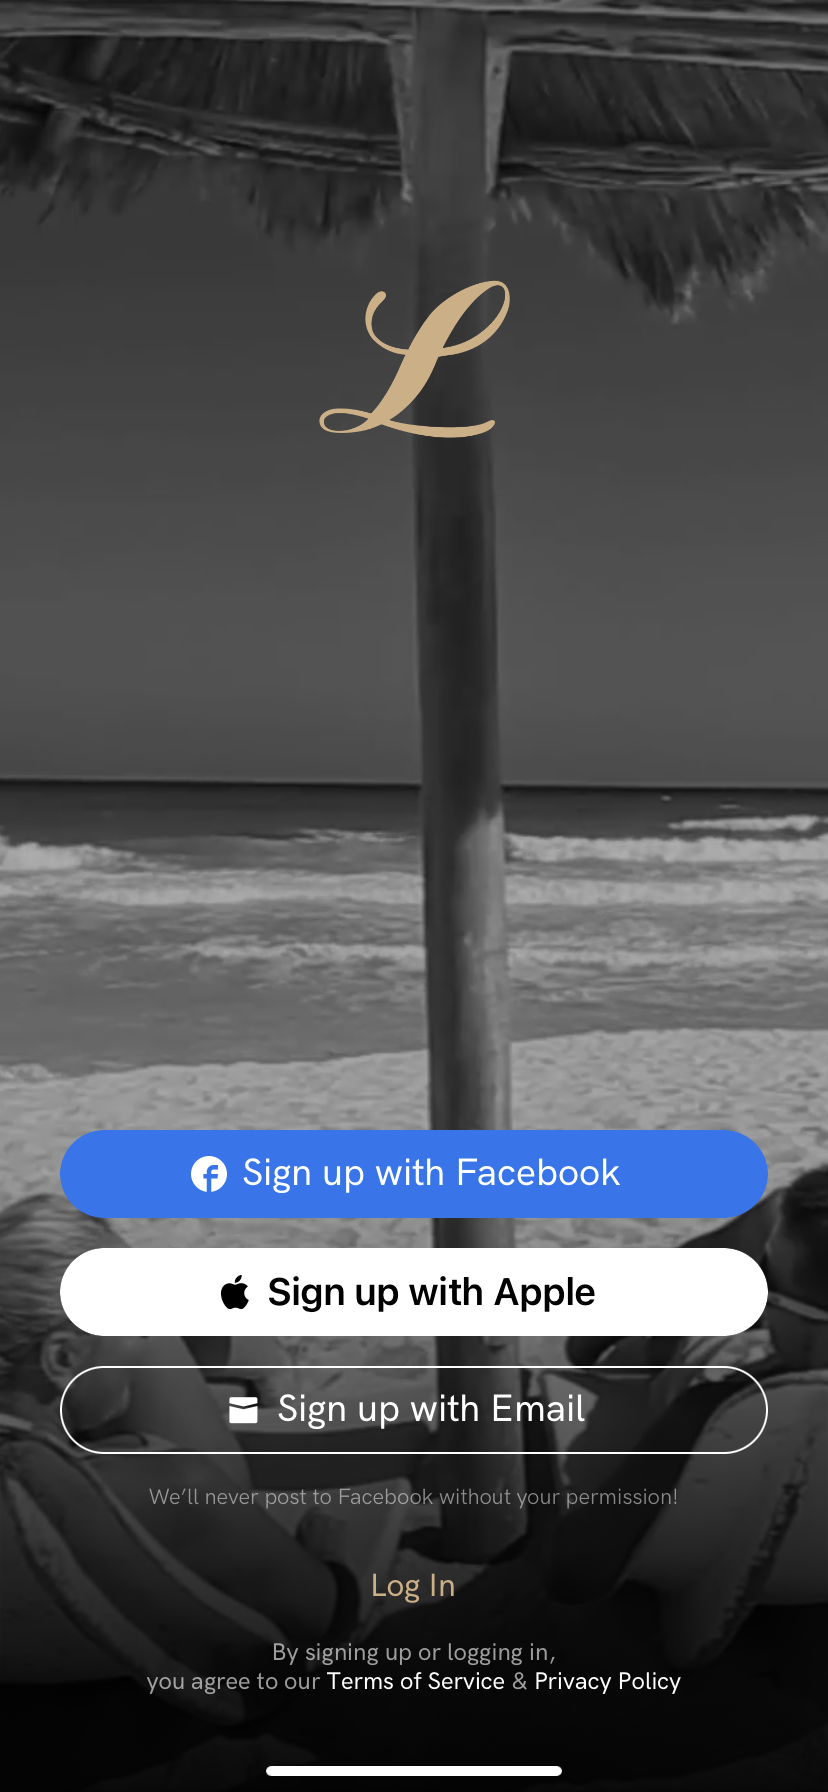 L
Sign up with Facebook
Sign up with Apple
Sign up with Email
We’ll never post to Facebook without your permission!
Log In
By signing up or logging in,
you agree to our Terms of Service & Privacy Policy